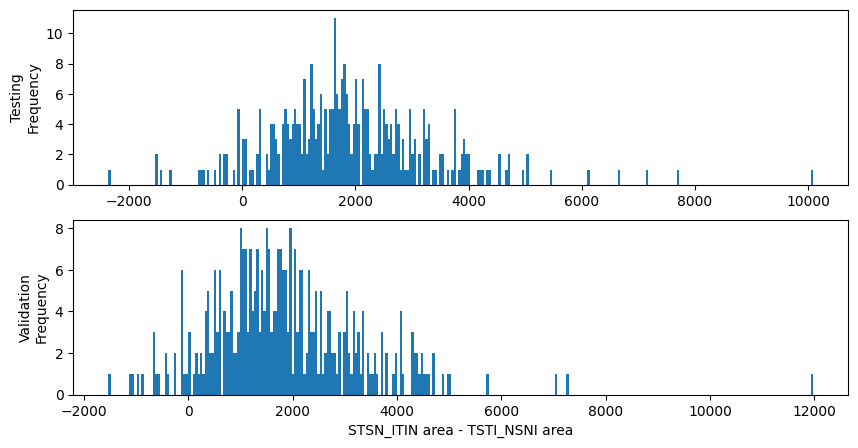 Testing
Frequency
10
8
6
4
2
0
−2000 0 2000 4000 6000 8000 10000
Validation
Frequency
8
6
4
2
0
−2000 0 2000 4000 6000 8000 10000 12000
STSN_ITIN area - TSTI_NSNI area